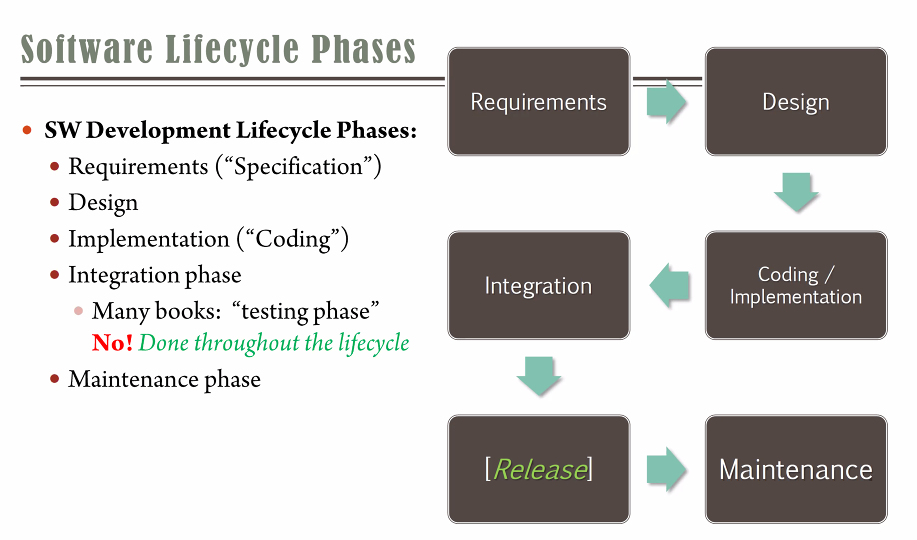 Software Lifecycle Phases
• SW Development Lifecycle Phases:
• Requirements (“Specification”)
• Design
• Implementation (“Coding”)
• Integration phase
• Many books: “testing phase”
No! Done throughout the lifecycle
• Maintenance phase
Requirements
Design
Coding /
Implementation
Integration
[Release]
Maintenance